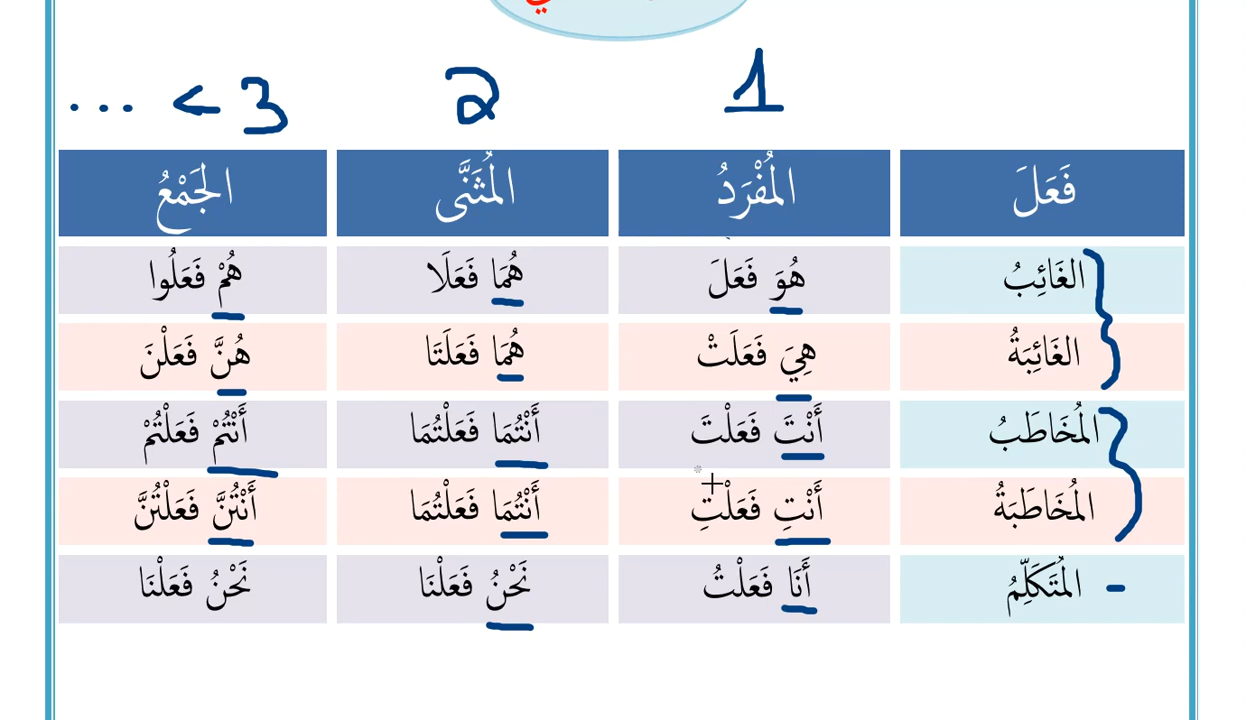 1 2 3 < ...
فَعَلَ المُفْرَدُ المُثَنَّى الجَمْعُ
الغَائِبُ هُوَ فَعَلَ هُمَا فَعَلَا هُمْ فَعَلُوا
الغَائِبَةُ هِيَ فَعَلَتْ هُمَا فَعَلَتَا هُنَّ فَعَلْنَ
المُخَاطَبُ أَنْتَ فَعَلْتَ أَنْتُمَا فَعَلْتُمَا أَنْتُمْ فَعَلْتُمْ
المُخَاطَبَةُ أَنْتِ فَعَلْتِ أَنْتُمَا فَعَلْتُمَا أَنْتُنَّ فَعَلْتُنَّ
المُتَكَلِّمُ أَنَا فَعَلْتُ نَحْنُ فَعَلْنَا نَحْنُ فَعَلْنَا